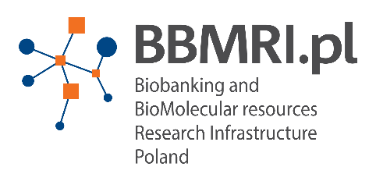 BBMRI.pl
Biobanking and
BioMolecular resources
Research Infrastructure
Poland